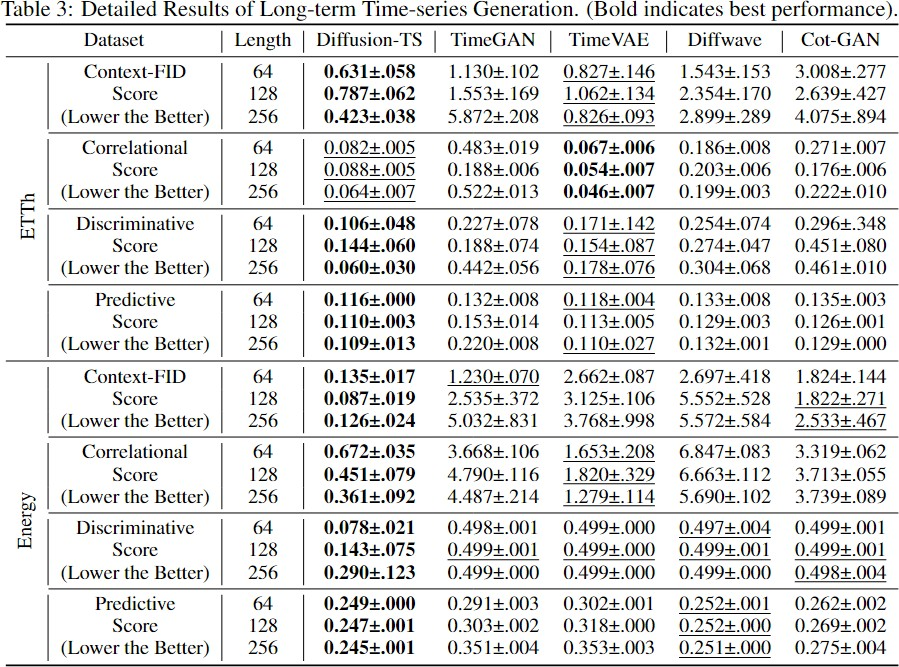 Table 3: Detailed Results of Long-term Time-series Generation. (Bold indicates best performance).
Dataset Length Diffusion-TS TimeGAN TimeVAE Diffwave Cot-GAN
ETTh
Context-FID 64 0.631±.058 1.130±.102 0.827±.146 1.543±.153 3.008±.277
Score 128 0.787±.062 1.553±.169 1.062±.134 2.354±.170 2.639±.427
(Lower the Better) 256 0.423±.038 5.872±.208 0.826±.093 2.899±.289 4.075±.894
Correlational 64 0.082±.005 0.483±.019 0.067±.006 0.186±.008 0.271±.007
Score 128 0.088±.005 0.188±.006 0.054±.007 0.203±.006 0.176±.006
(Lower the Better) 256 0.064±.007 0.522±.013 0.046±.007 0.199±.003 0.222±.010
Discriminative 64 0.106±.048 0.227±.078 0.171±.142 0.254±.074 0.296±.348
Score 128 0.144±.060 0.188±.074 0.154±.087 0.274±.047 0.451±.080
(Lower the Better) 256 0.060±.030 0.442±.056 0.178±.076 0.304±.068 0.461±.010
Predictive 64 0.116±.000 0.132±.008 0.118±.004 0.133±.008 0.135±.003
Score 128 0.110±.003 0.153±.014 0.113±.005 0.129±.003 0.126±.001
(Lower the Better) 256 0.109±.013 0.220±.008 0.110±.027 0.132±.001 0.129±.000
Energy
Context-FID 64 0.135±.017 1.230±.070 2.662±.087 2.697±.418 1.824±.144
Score 128 0.087±.019 2.535±.372 3.125±.106 5.552±.528 1.822±.271
(Lower the Better) 256 0.126±.024 5.032±.831 3.768±.998 5.572±.584 2.533±.467
Correlational 64 0.672±.035 3.668±.106 1.653±.208 6.847±.083 3.319±.062
Score 128 0.451±.079 4.790±.116 1.820±.329 6.663±.112 3.713±.055
(Lower the Better) 256 0.361±.092 4.487±.214 1.279±.114 5.690±.102 3.739±.089
Discriminative 64 0.078±.021 0.498±.001 0.499±.000 0.497±.004 0.499±.001
Score 128 0.143±.075 0.499±.001 0.499±.000 0.499±.001 0.499±.001
(Lower the Better) 256 0.290±.123 0.499±.000 0.499±.000 0.499±.000 0.498±.004
Predictive 64 0.249±.000 0.291±.003 0.302±.001 0.252±.001 0.262±.002
Score 128 0.247±.001 0.303±.002 0.318±.000 0.252±.000 0.269±.002
(Lower the Better) 256 0.245±.001 0.351±.004 0.353±.003 0.251±.000 0.275±.004